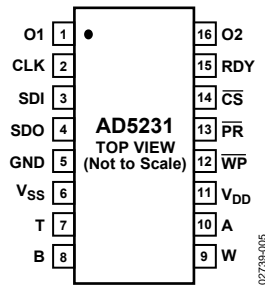 O1 1 16 O2
CLK 2 15 RDY
SDI 3 14 CS
SDO 4 AD5231 13 PR
TOP VIEW
GND 5 (Not to Scale) 12 WP
VSS 6 11 VDD
T 7 10 A
B 8 9 W
02739-005